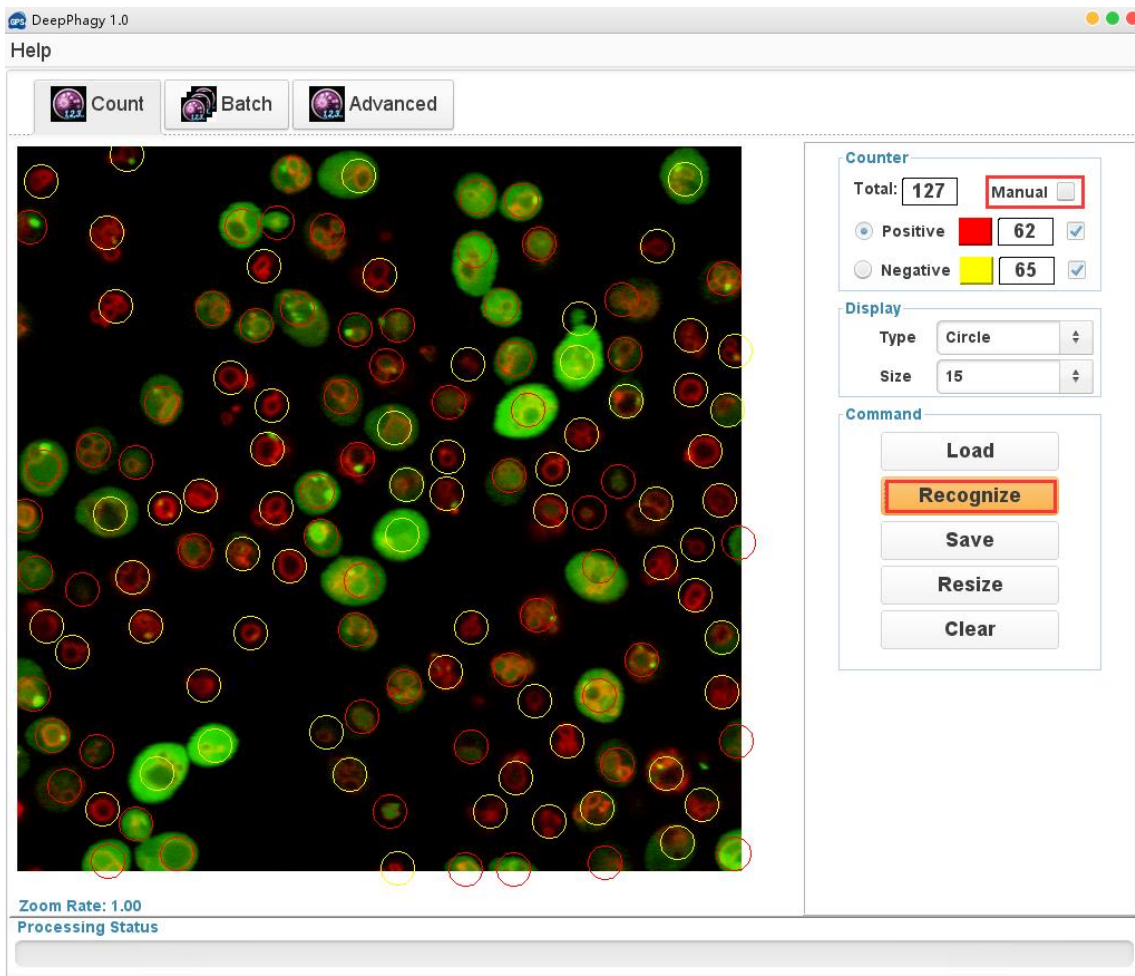 DeepPhagy 1.0
Help
Count Batch Advanced
Counter
Total: 127 Manual
Positive 62
Negative 65
Display
Type Circle
Size 15
Command
Load
Recognize
Save
Resize
Clear
Zoom Rate: 1.00
Processing Status